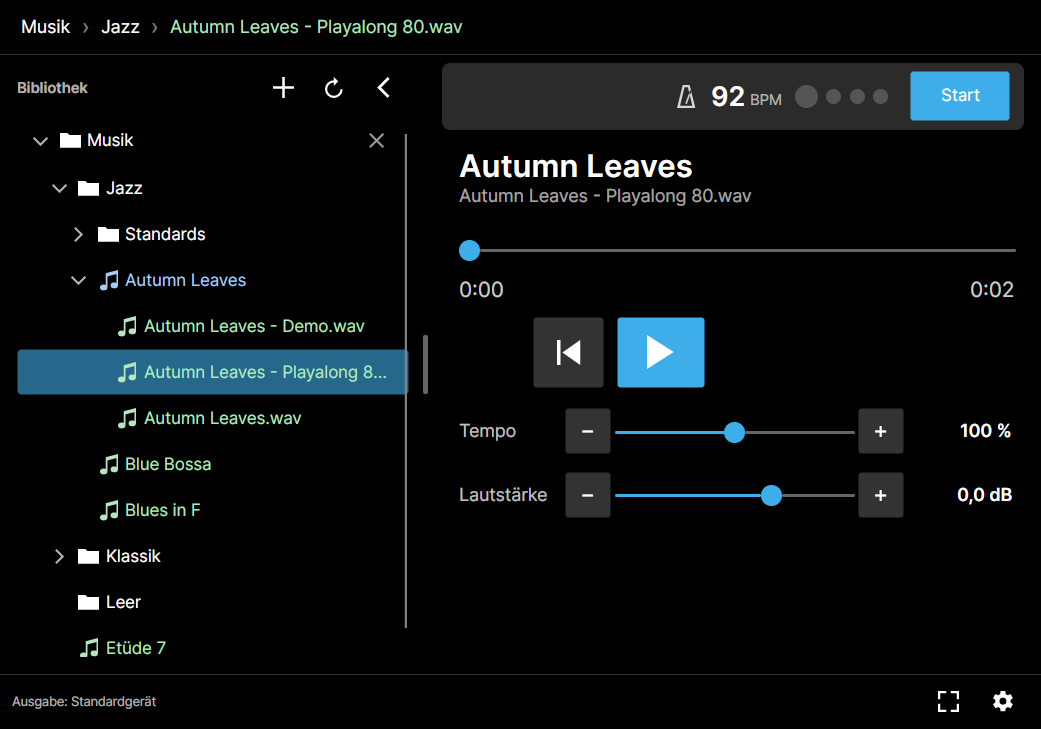 Musik › Jazz › Autumn Leaves - Playalong 80.wav
Bibliothek
Musik
Jazz
Standards
Autumn Leaves
Autumn Leaves - Demo.wav
Autumn Leaves - Playalong 8...
Autumn Leaves.wav
Blue Bossa
Blues in F
Klassik
Leer
Etüde 7
92 BPM
Start
Autumn Leaves
Autumn Leaves - Playalong 80.wav
0:00 0:02
Tempo − + 100 %
Lautstärke − + 0,0 dB
Ausgabe: Standardgerät